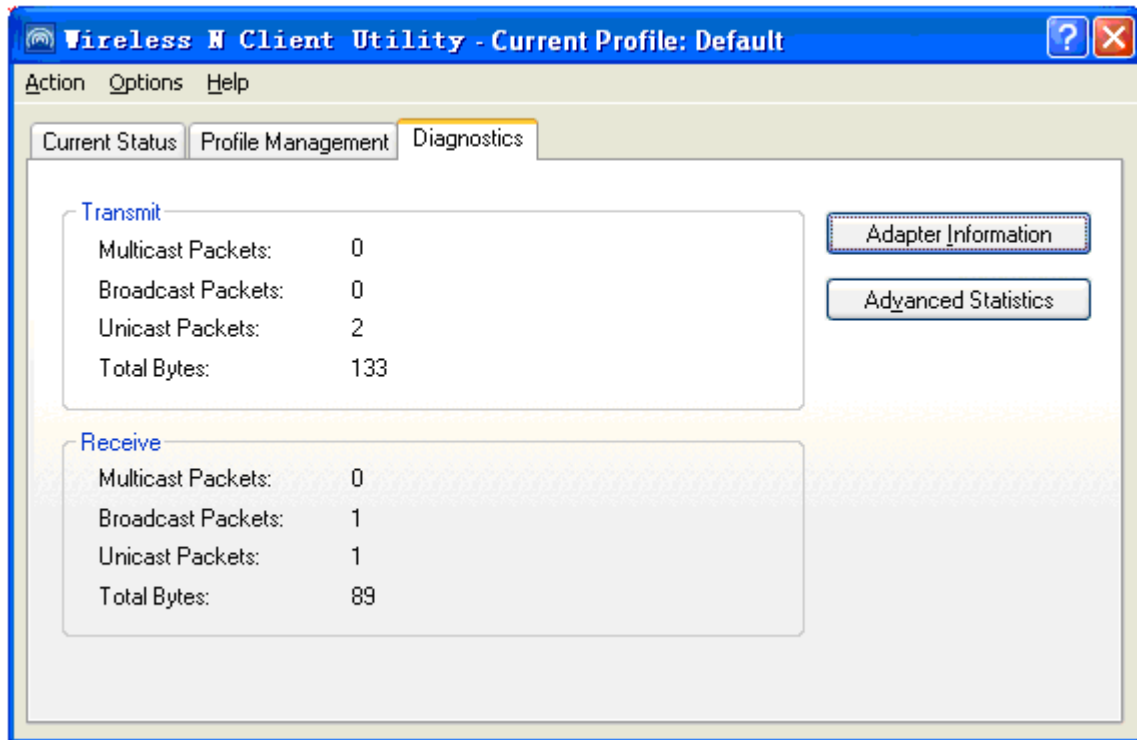 Wireless N Client Utility - Current Profile: Default
Action Options Help
Current Status Profile Management Diagnostics
Transmit
Multicast Packets: 0
Broadcast Packets: 0
Unicast Packets: 2
Total Bytes: 133
Adapter Information
Advanced Statistics
Receive
Multicast Packets: 0
Broadcast Packets: 1
Unicast Packets: 1
Total Bytes: 89